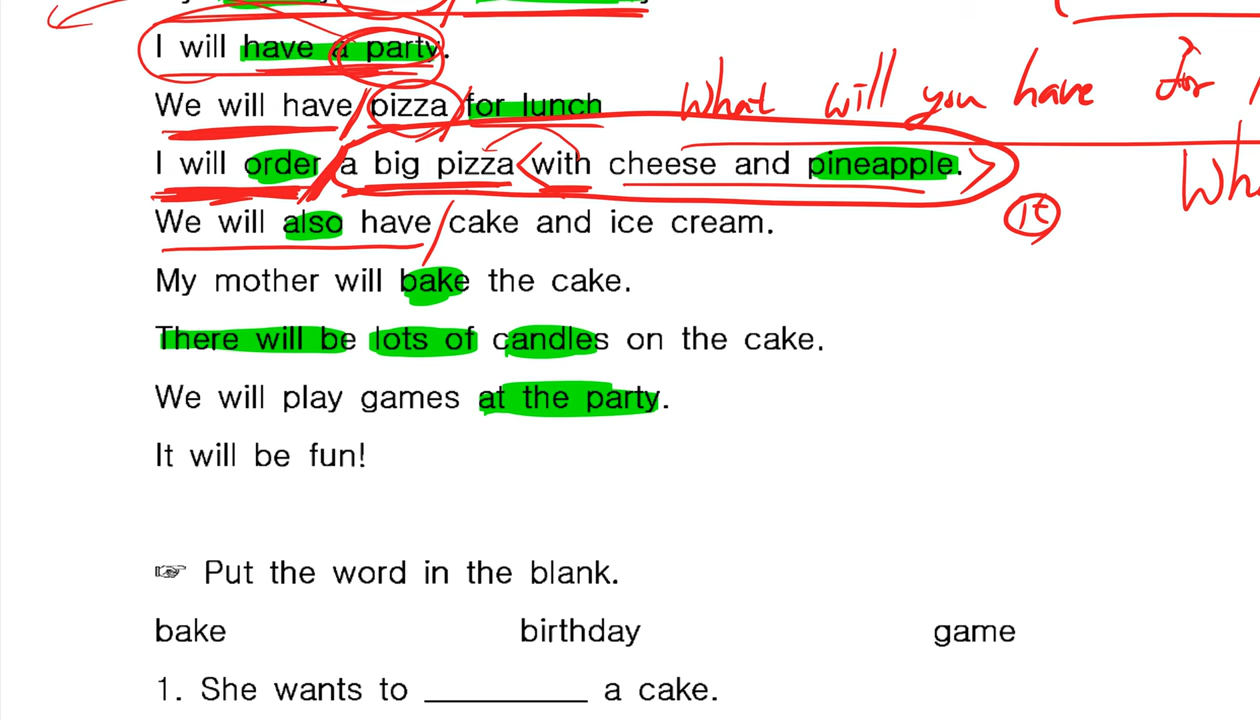 I will have a party.
We will have pizza for lunch What will you have for
I will order a big pizza with cheese and pineapple.
We will also have cake and ice cream. it
My mother will bake the cake.
There will be lots of candles on the cake.
We will play games at the party.
It will be fun!
☞ Put the word in the blank.
bake birthday game
1. She wants to __________ a cake.